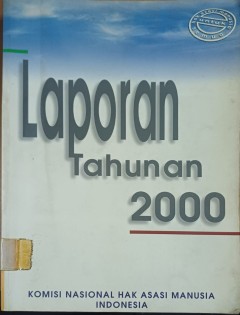 Laporan
Tahunan
2000
KOMISI NASIONAL HAK ASASI MANUSIA
INDONESIA